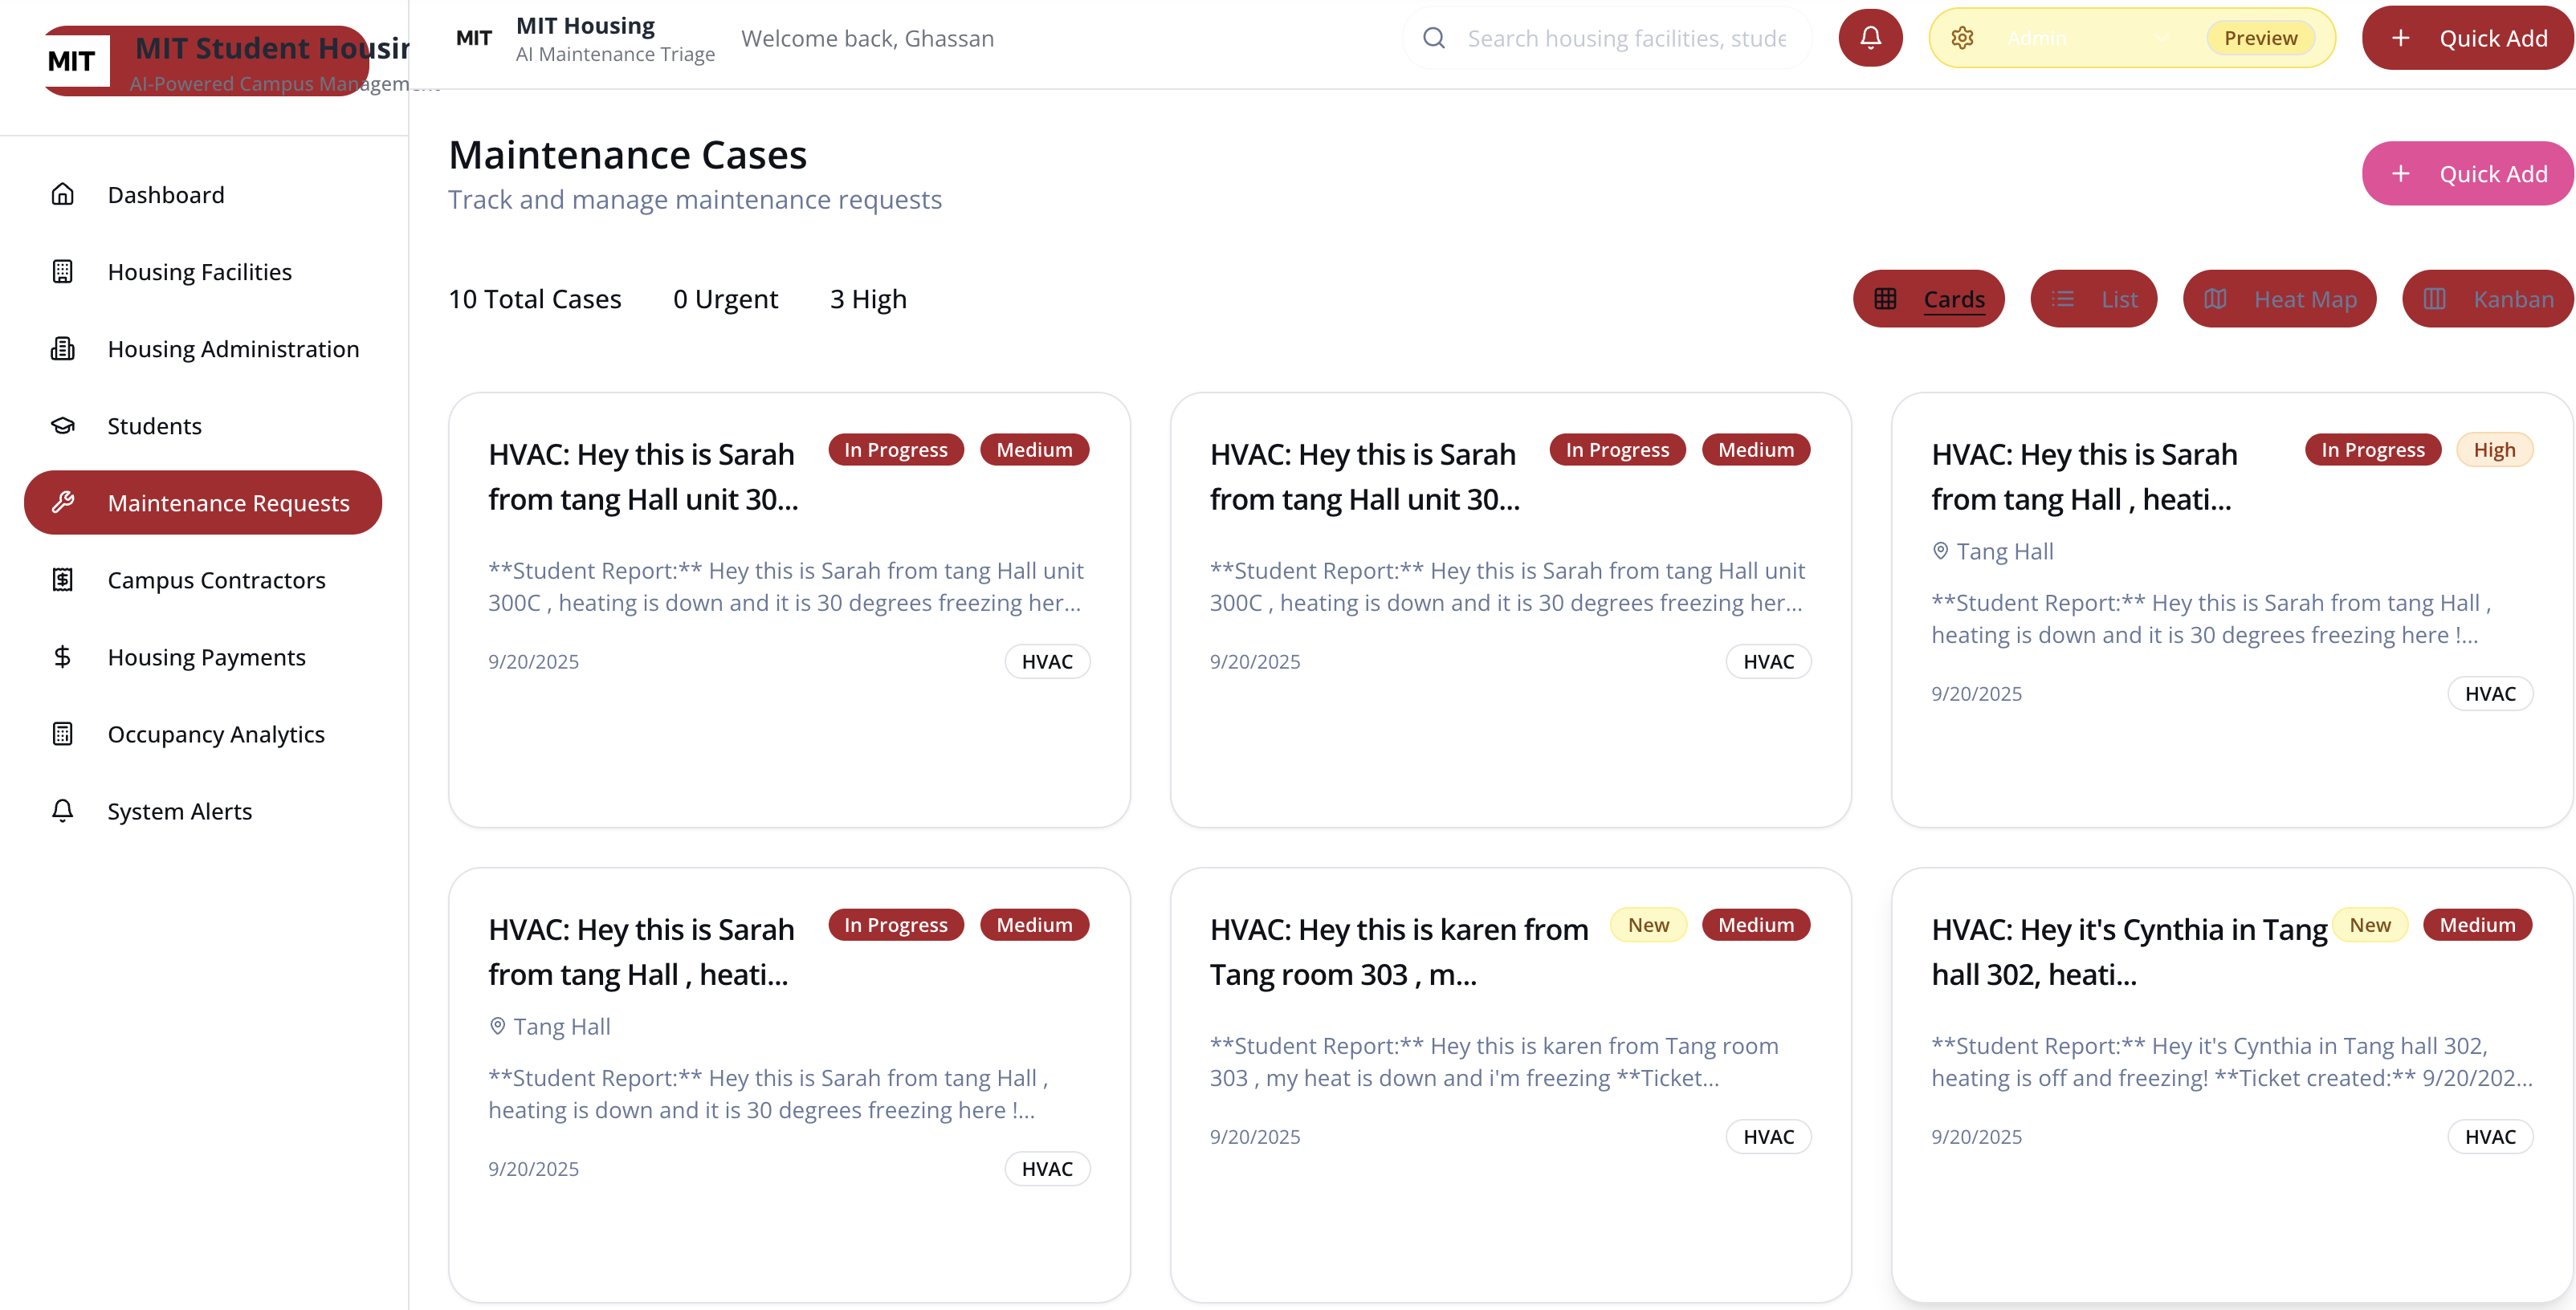 MIT
MIT Student Housin
AI-Powered Campus Managem
Dashboard
Housing Facilities
Housing Administration
Students
Maintenance Requests
Campus Contractors
Housing Payments
Occupancy Analytics
System Alerts
MIT
MIT Housing
AI Maintenance Triage
Welcome back, Ghassan
Search housing facilities, stude
Admin
Preview
Quick Add
Maintenance Cases
Track and manage maintenance requests
Quick Add
10 Total Cases 0 Urgent 3 High
Cards List Heat Map Kanban
HVAC: Hey this is Sarah
from tang Hall unit 30...
In Progress Medium
**Student Report:** Hey this is Sarah from tang Hall unit
300C , heating is down and it is 30 degrees freezing her...
9/20/2025 HVAC
HVAC: Hey this is Sarah
from tang Hall unit 30...
In Progress Medium
**Student Report:** Hey this is Sarah from tang Hall unit
300C , heating is down and it is 30 degrees freezing her...
9/20/2025 HVAC
HVAC: Hey this is Sarah
from tang Hall , heati...
In Progress High
Tang Hall
**Student Report:** Hey this is Sarah from tang Hall ,
heating is down and it is 30 degrees freezing here !...
9/20/2025 HVAC
HVAC: Hey this is Sarah
from tang Hall , heati...
In Progress Medium
Tang Hall
**Student Report:** Hey this is Sarah from tang Hall ,
heating is down and it is 30 degrees freezing here !...
9/20/2025 HVAC
HVAC: Hey this is karen from
Tang room 303 , m...
New Medium
**Student Report:** Hey this is karen from Tang room
303 , my heat is down and i'm freezing **Ticket...
9/20/2025 HVAC
HVAC: Hey it's Cynthia in Tang
hall 302, heati...
New Medium
**Student Report:** Hey it's Cynthia in Tang hall 302,
heating is off and freezing! **Ticket created:** 9/20/202...
9/20/2025 HVAC